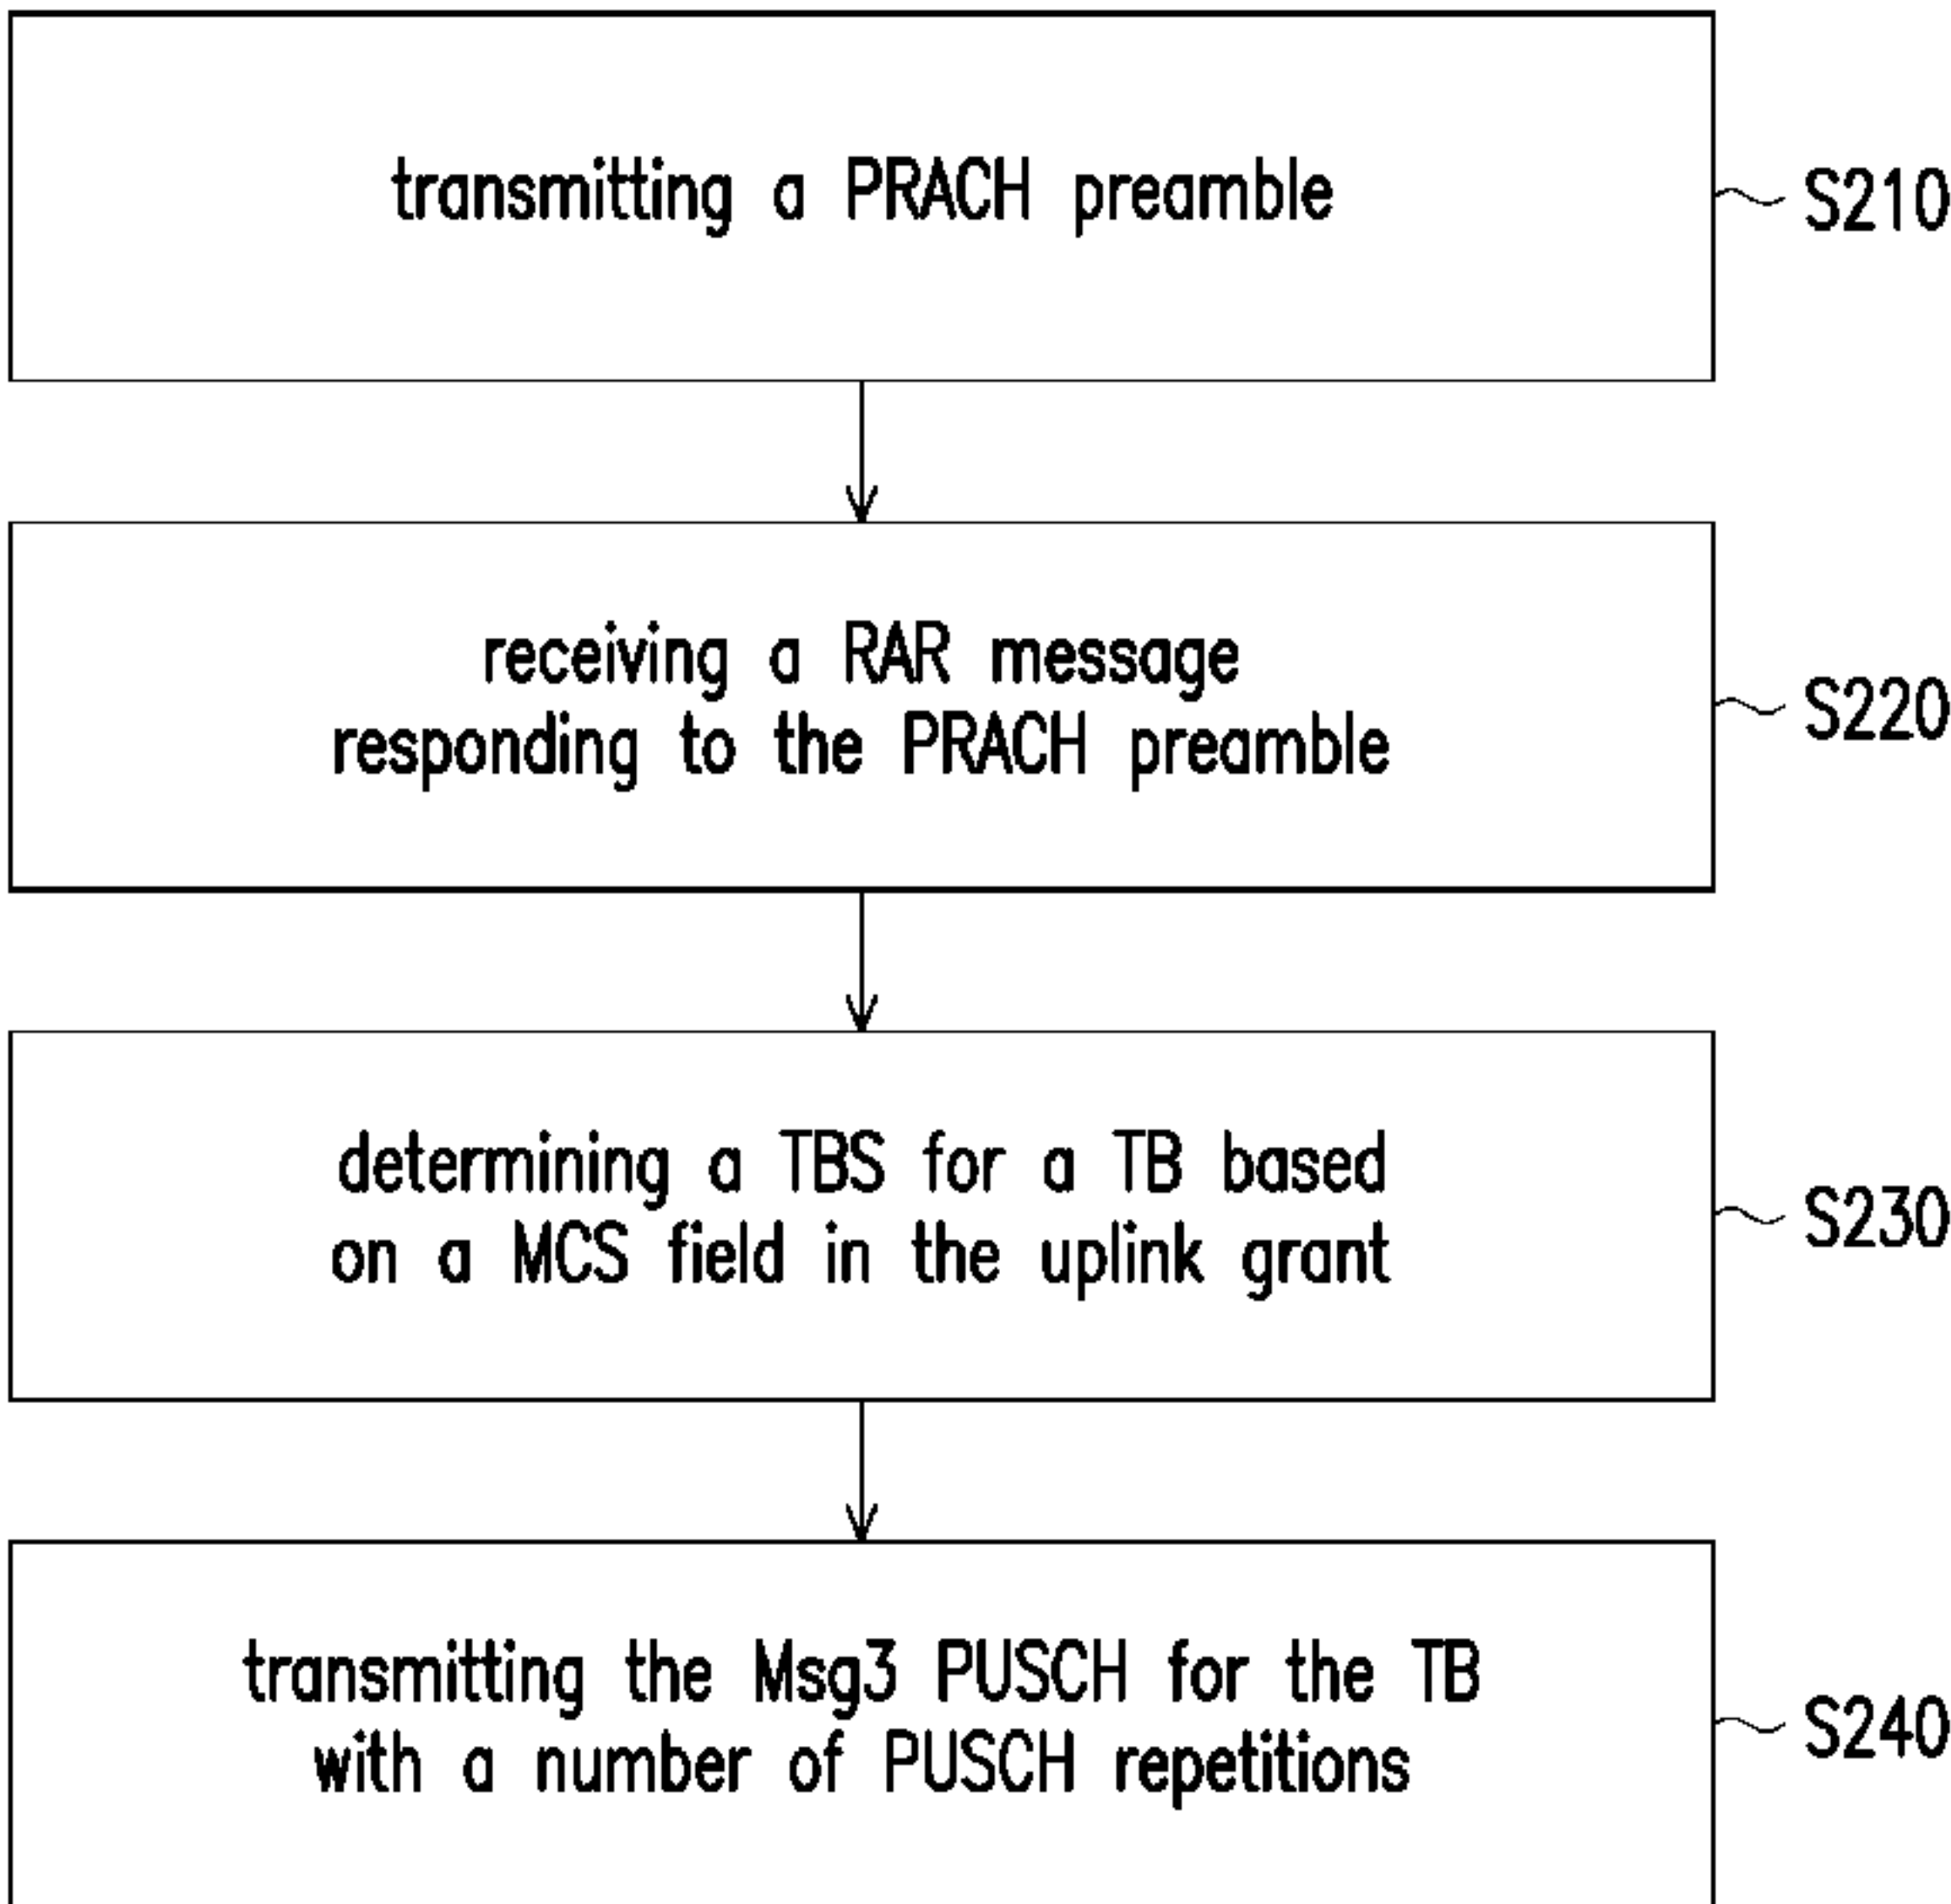 transmitting a PRACH preamble
S210
receiving a RAR message
responding to the PRACH preamble
S220
determining a TBS for a TB based
on a MCS field in the uplink grant
S230
transmitting the Msg3 PUSCH for the TB
with a number of PUSCH repetitions
S240